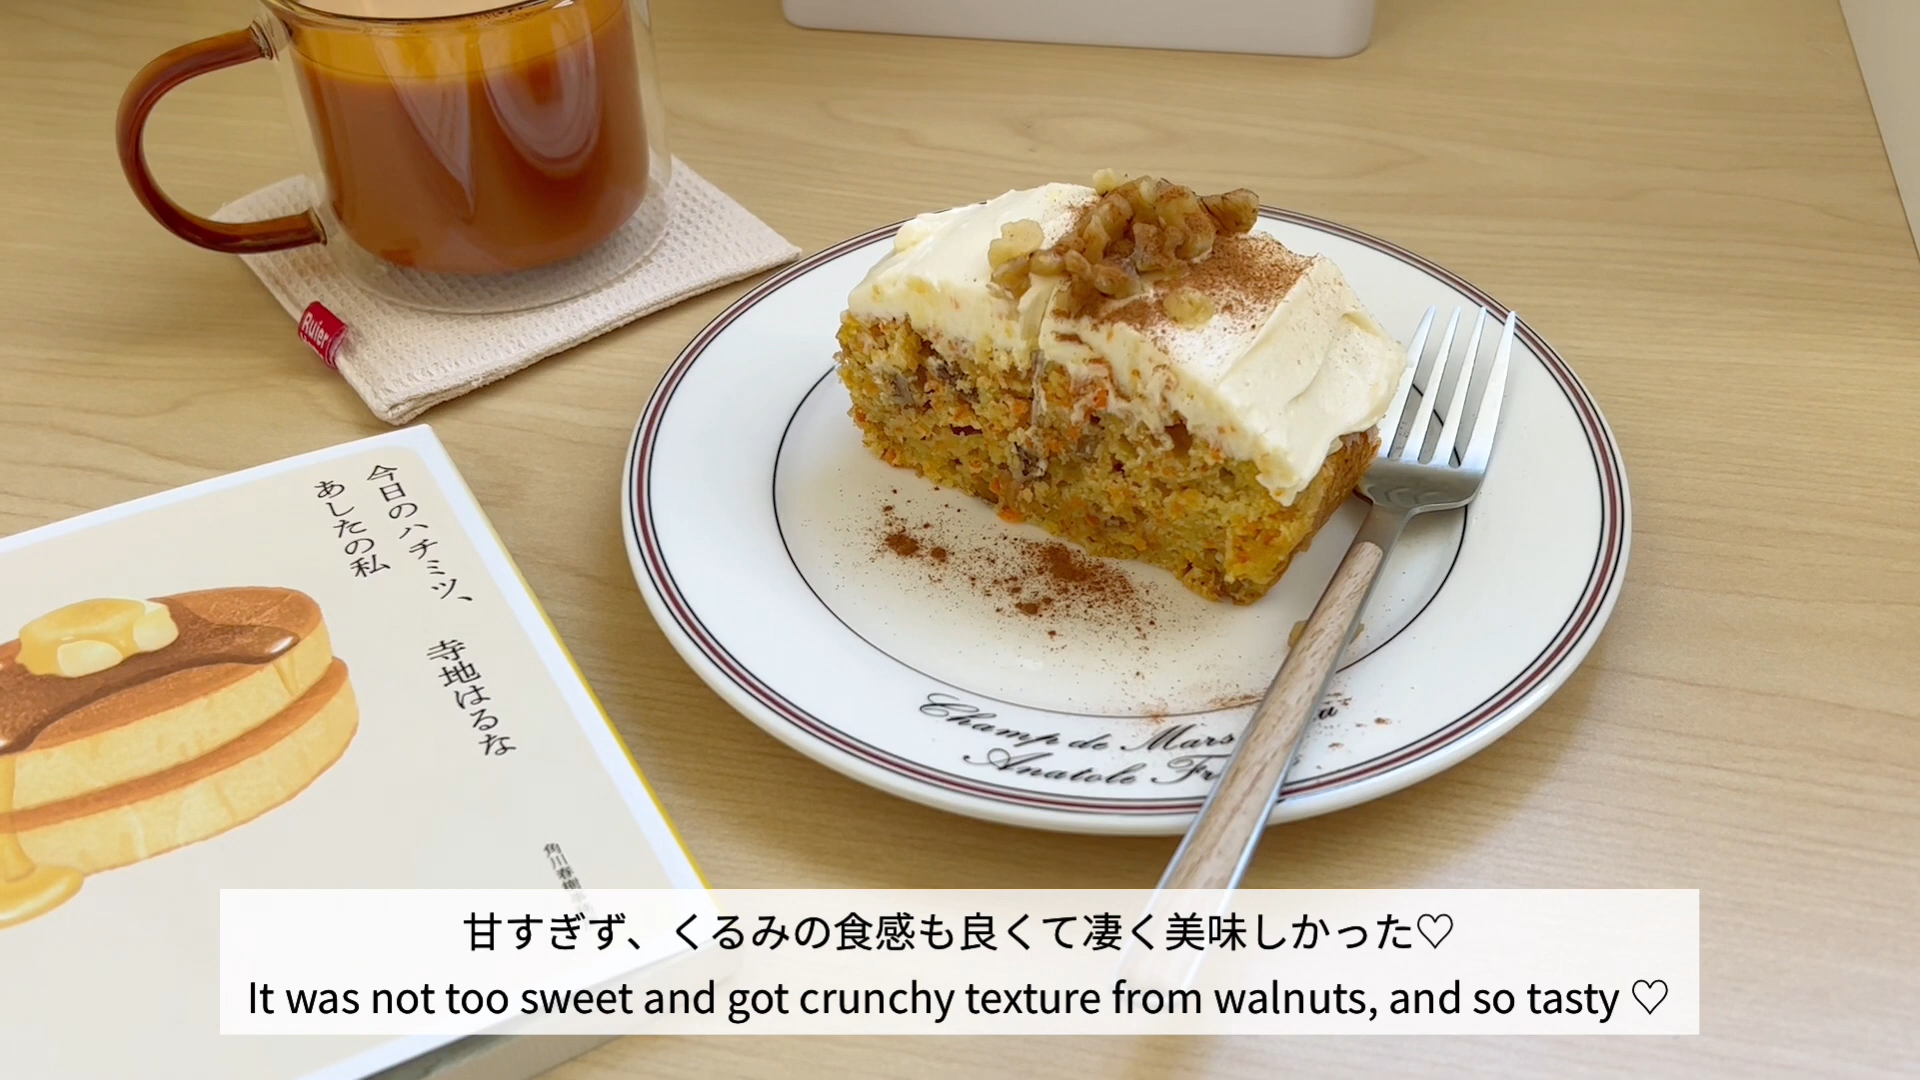 Ruier
今日のハチミツ、
あしたの私
寺地はるな
Champ de Mars
Anatole
角川春樹
甘すぎず、くるみの食感も良くて凄く美味しかった♡
It was not too sweet and got crunchy texture from walnuts, and so tasty ♡